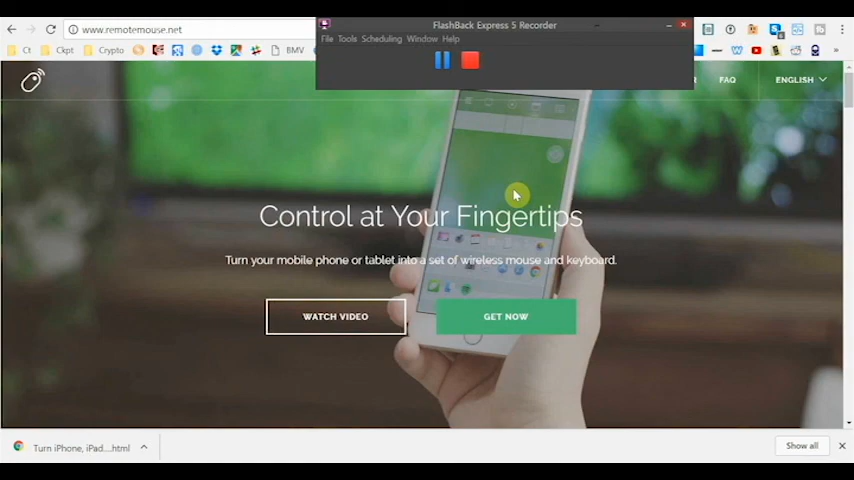 FlashBack Express 5 Recorder
File Tools Scheduling Window Help
www.remotemouse.net
Ct Ckpt Crypto BMV
FAQ ENGLISH
Control at Your Fingertips
Turn your mobile phone or tablet into a set of wireless mouse and keyboard.
WATCH VIDEO GET NOW
Turn iPhone, iPad....html Show all